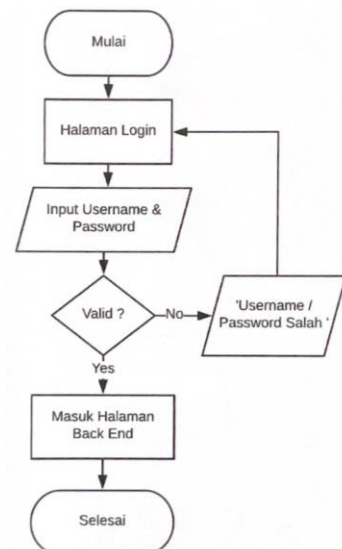 Mulai
Halaman Login
Input Username &
Password
Valid ?
No
'Username /
Password Salah '
Yes
Masuk Halaman
Back End
Selesai